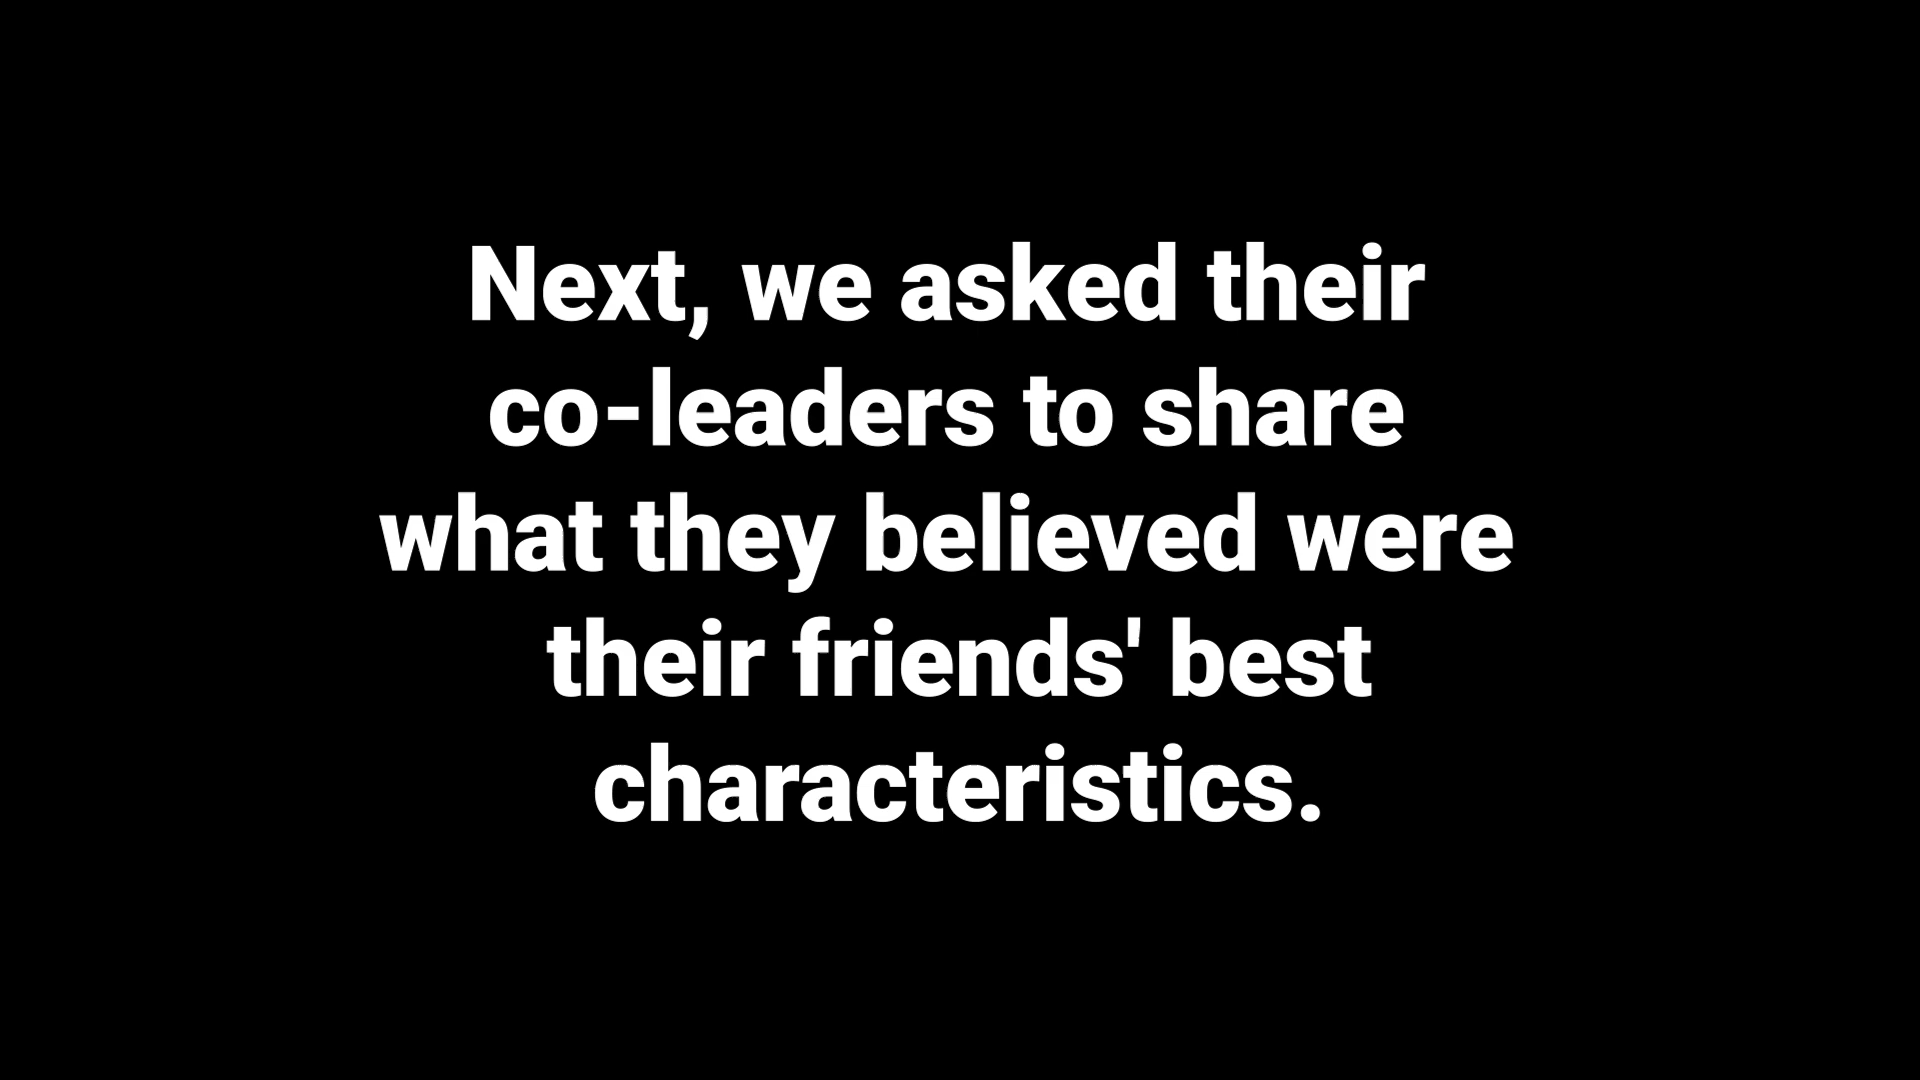 Next, we asked their
co-leaders to share
what they believed were
their friends' best
characteristics.